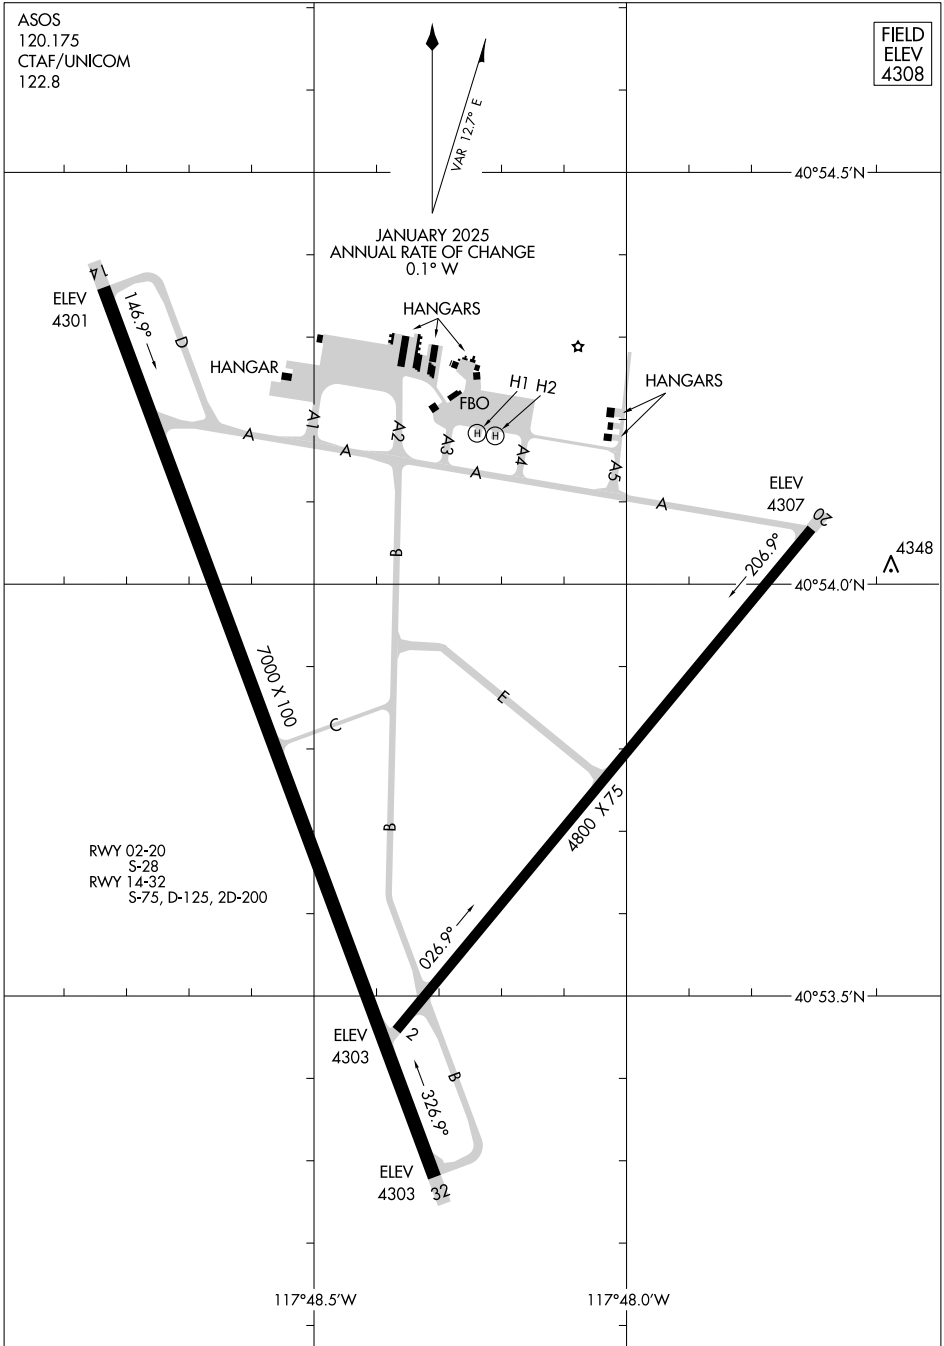 ASOS
120.175
CTAF/UNICOM
122.8
FIELD
ELEV
4308
VAR 12.7° E
40°54.5'N
JANUARY 2025
ANNUAL RATE OF CHANGE
0.1° W
14
ELEV
4301
146.9°
D
HANGARS
HANGAR
FBO
H1 H2
H H
HANGARS
A
A1
A
A2
A3
A
A4
A5
A
ELEV
4307
20
206.9°
4348
40°54.0'N
B
7000 X 100
C
E
4800 X 75
B
RWY 02-20
S-28
RWY 14-32
S-75, D-125, 2D-200
026.9°
40°53.5'N
ELEV
4303
2
B
326.9°
ELEV
4303
32
117°48.5'W
117°48.0'W